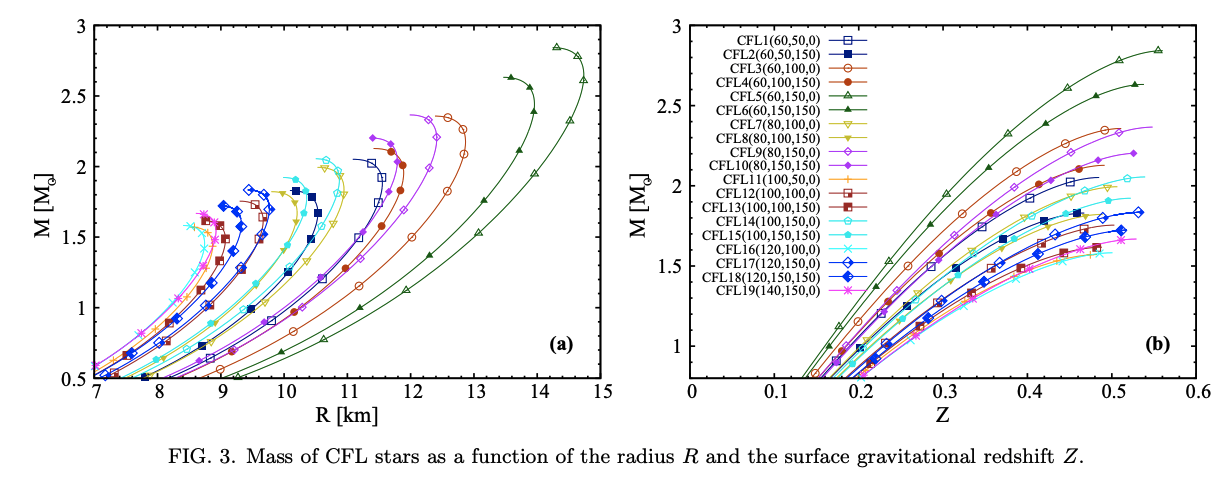 3
2.5
2
1.5
1
0.5
7
8
9
10
11
12
13
14
15
M [M☉]
R [km]
(a)
3
2.5
2
1.5
1
0
0.1
0.2
0.3
0.4
0.5
0.6
M [M☉]
Z
(b)
CFL1(60,50,0)
CFL2(60,50,150)
CFL3(60,100,0)
CFL4(60,100,150)
CFL5(60,150,0)
CFL6(60,150,150)
CFL7(80,100,0)
CFL8(80,100,150)
CFL9(80,150,0)
CFL10(80,150,150)
CFL11(100,50,0)
CFL12(100,100,0)
CFL13(100,100,150)
CFL14(100,150,0)
CFL15(100,150,150)
CFL16(120,100,0)
CFL17(120,150,0)
CFL18(120,150,150)
CFL19(140,150,0)
FIG. 3. Mass of CFL stars as a function of the radius R and the surface gravitational redshift Z.